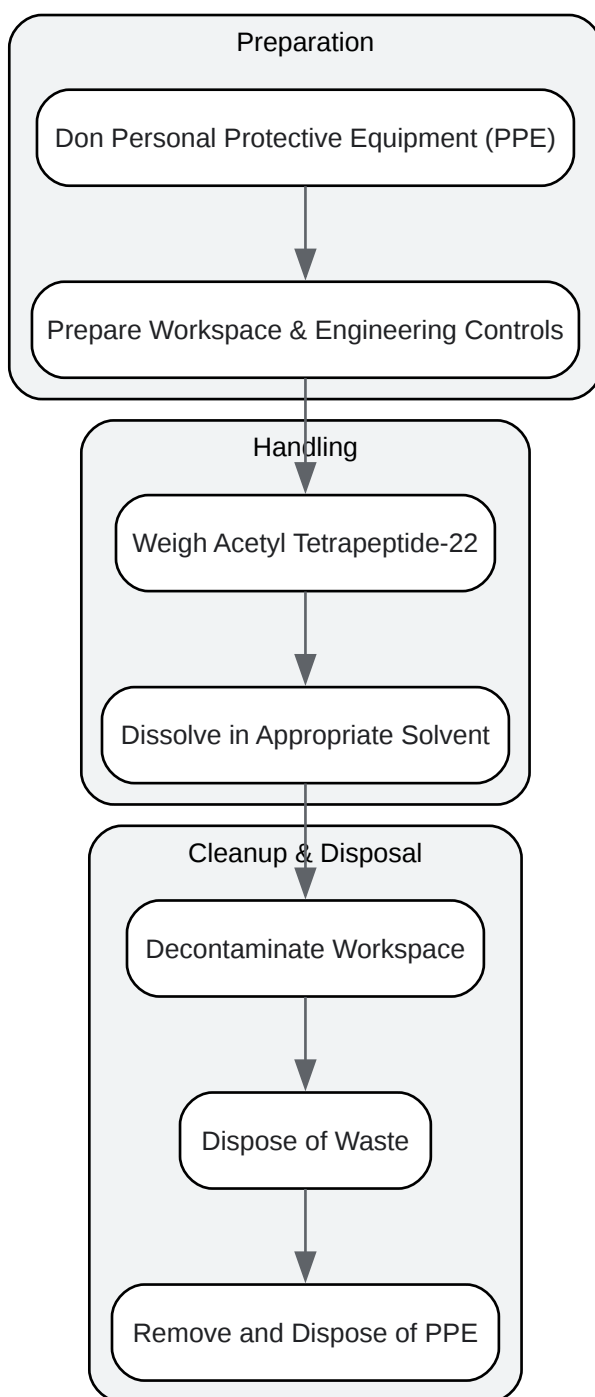 Preparation
Don Personal Protective Equipment (PPE)
Prepare Workspace & Engineering Controls
Handling
Weigh Acetyl Tetrapeptide-22
Dissolve in Appropriate Solvent
Cleanup & Disposal
Decontaminate Workspace
Dispose of Waste
Remove and Dispose of PPE